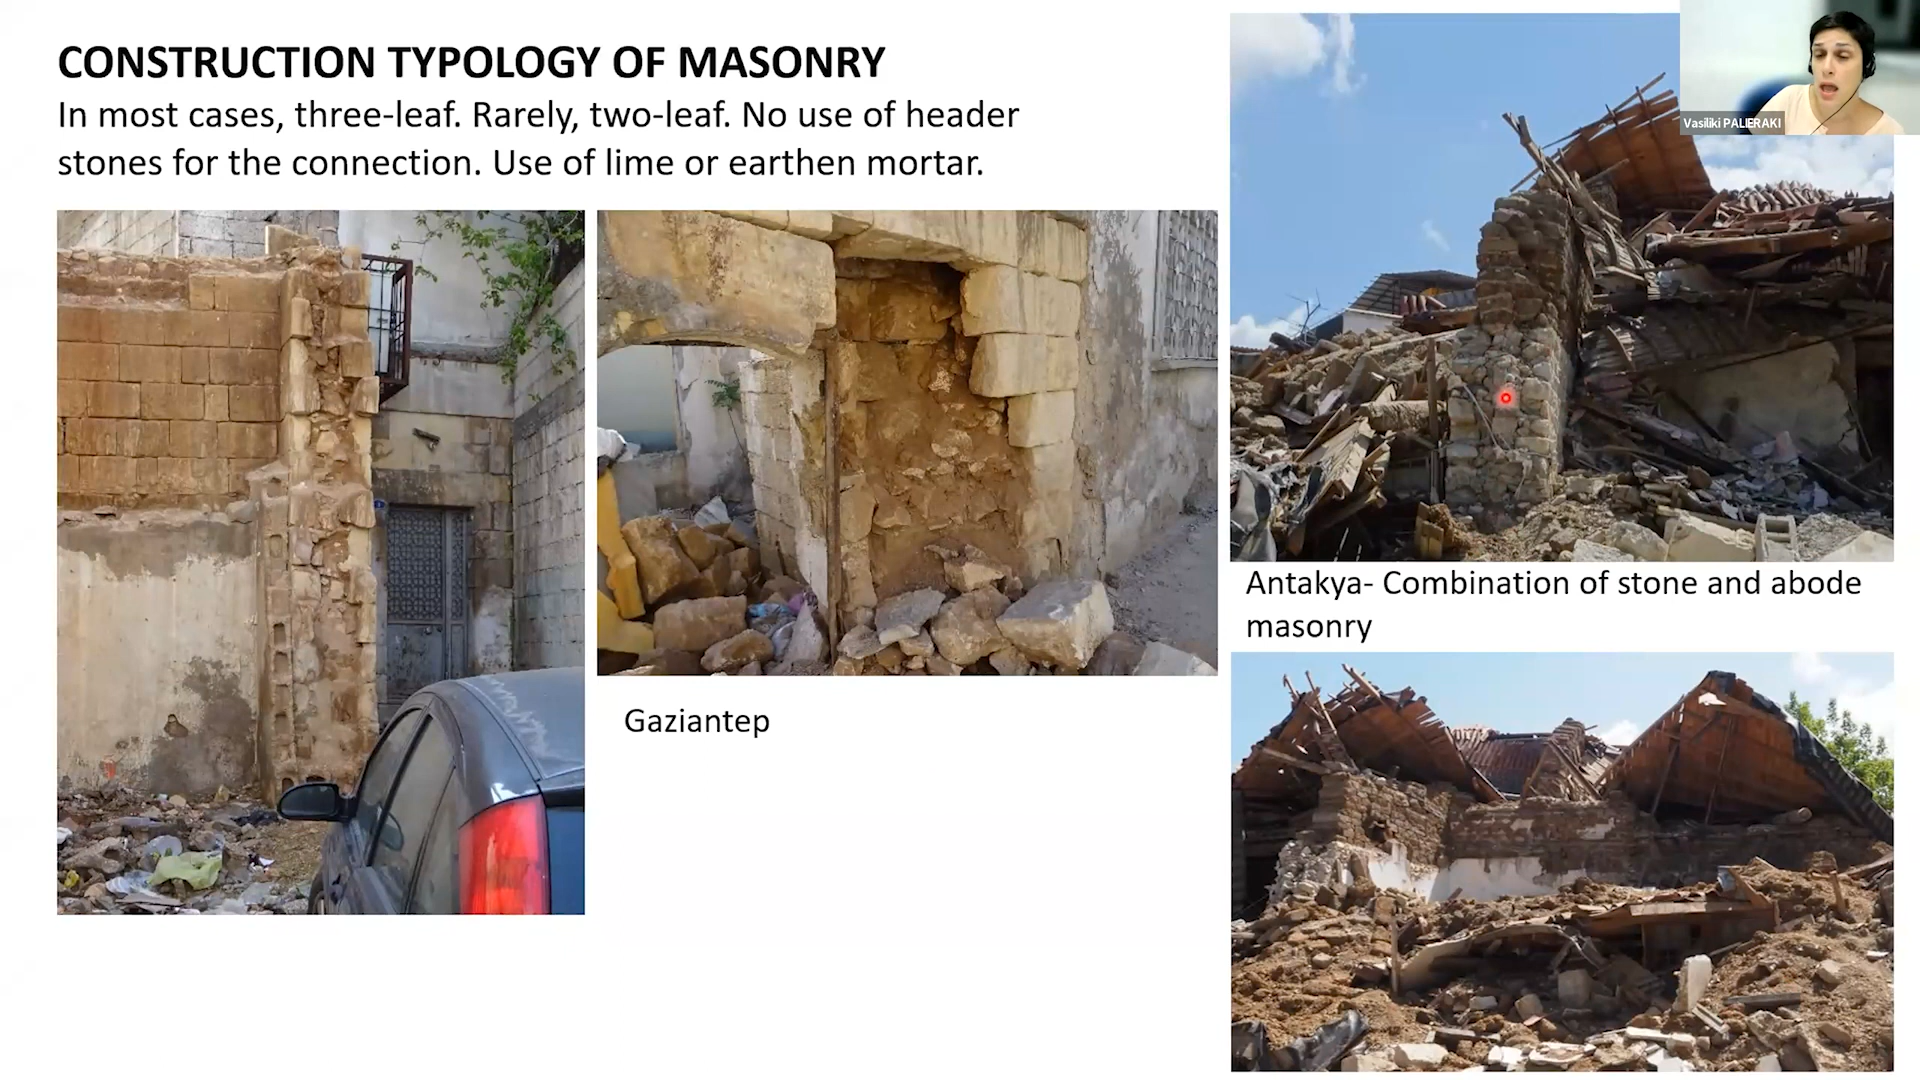 CONSTRUCTION TYPOLOGY OF MASONRY
In most cases, three-leaf. Rarely, two-leaf. No use of header
stones for the connection. Use of lime or earthen mortar.
Vasiliki PALIERAKI
Antakya- Combination of stone and abode
masonry
Gaziantep